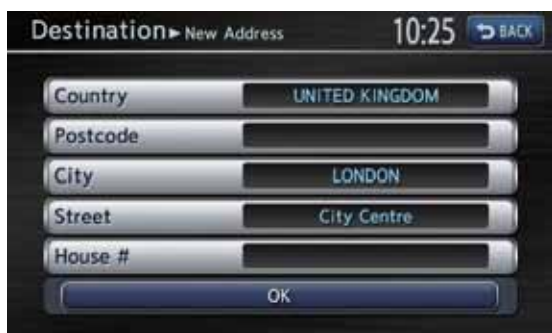 Destination ► New Address 10:25 BACK
Country UNITED KINGDOM
Postcode
City LONDON
Street City Centre
House #
OK